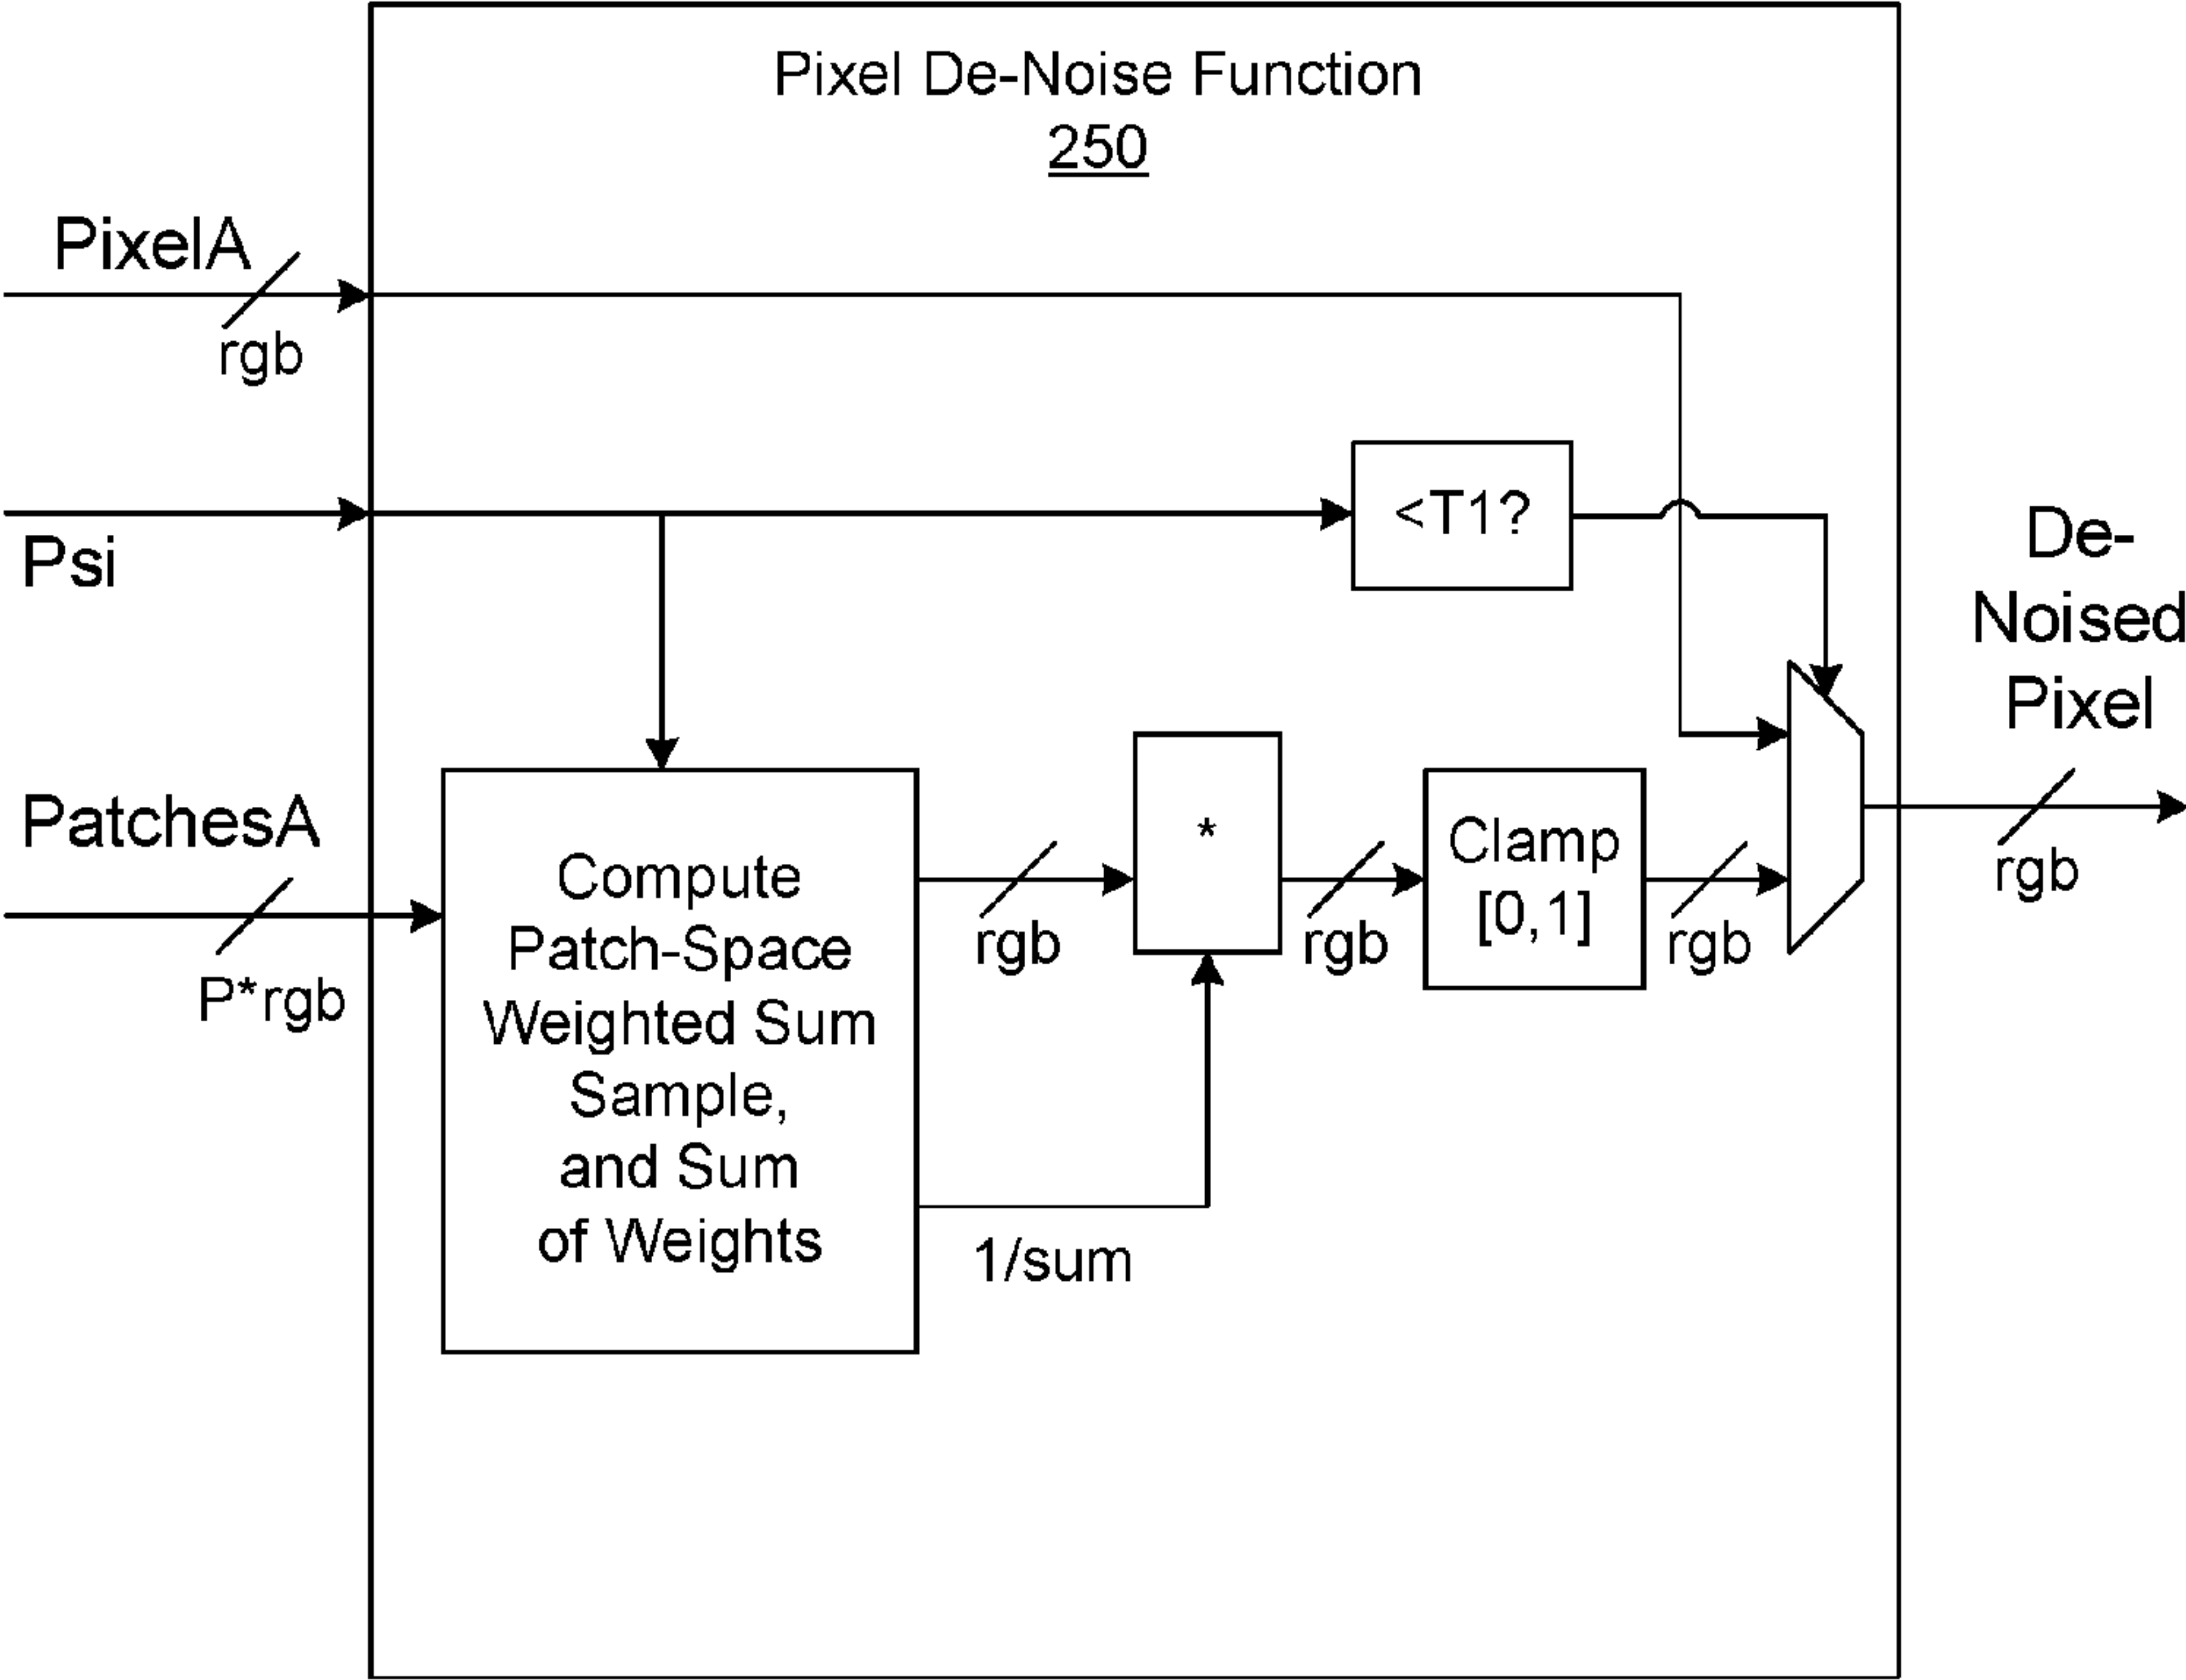 Pixel De-Noise Function
250
PixelA
rgb
Psi
<T1?
De-
Noised
Pixel
rgb
PatchesA
P*rgb
Compute
Patch-Space
Weighted Sum
Sample,
and Sum
of Weights
rgb
1/sum
*
rgb
Clamp
[0,1]
rgb